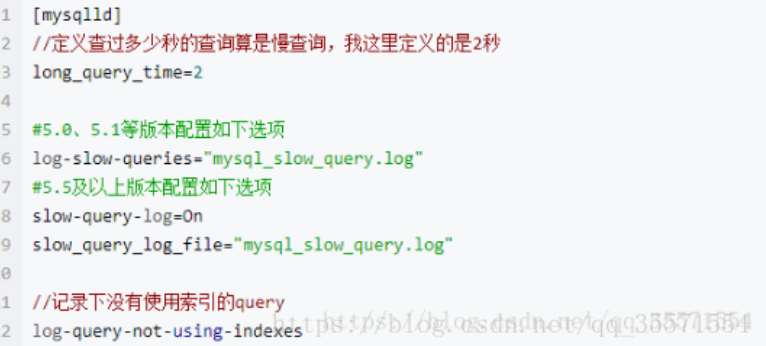 1 [mysqlld]
2 //定义查过多少秒的查询算是慢查询，我这里定义的是2秒
3 long_query_time=2
4
5 #5.0、5.1等版本配置如下选项
6 log-slow-queries="mysql_slow_query.log"
7 #5.5及以上版本配置如下选项
8 slow-query-log=On
9 slow_query_log_file="mysql_slow_query.log"
0
1 //记录下没有使用索引的query
2 log-query-not-using-indexes
https://blog.csdn.net/qq_35571554